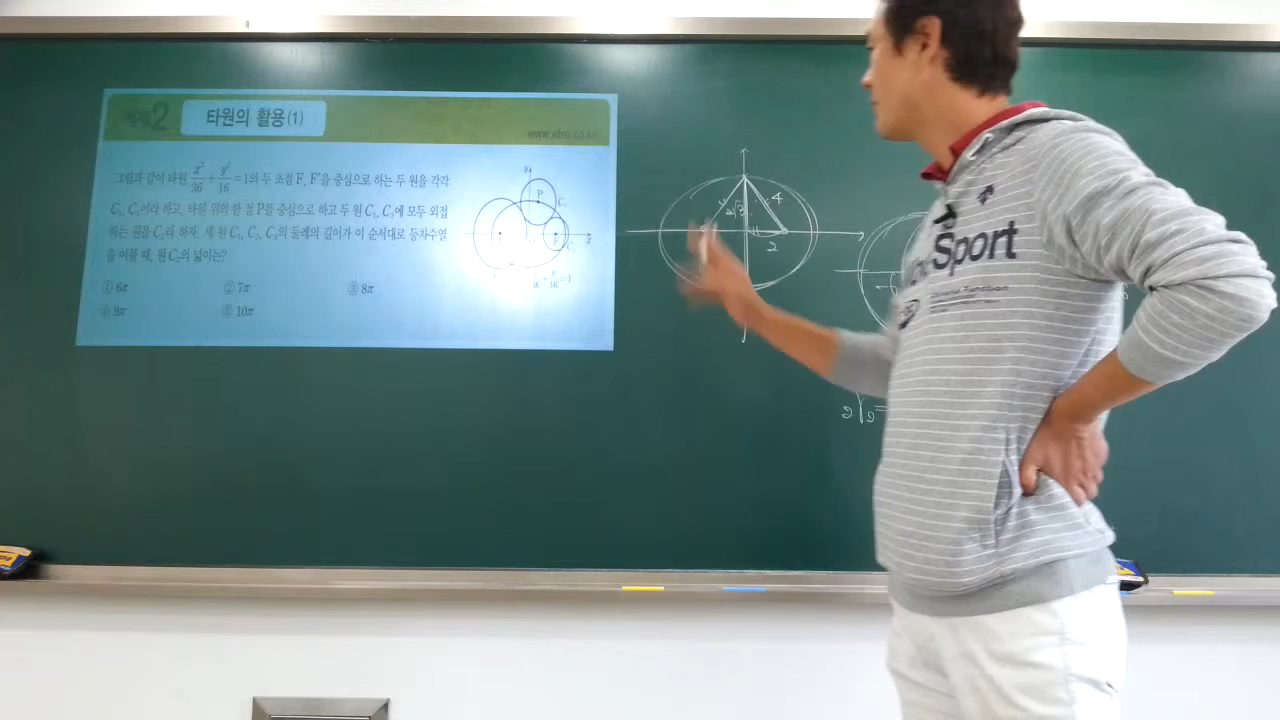 2 타원의 활용(1)
www.ebsi.co.kr
그림과 같이 타원 x²/36 + y²/16 = 1의 두 초점 F, F′을 중심으로 하는 두 원을 각각
C₁, C₃이라 하고, 타원 위의 한 점 P를 중심으로 하고 두 원 C₁, C₃에 모두 외접
하는 원을 C₂라 하자. 세 원 C₁, C₂, C₃의 둘레의 길이가 이 순서대로 등차수열
을 이룰 때, 원 C₂의 넓이는?
① 6π ② 7π ③ 8π
④ 9π ⑤ 10π
y
P
F
x
4
2√3
2
Sport